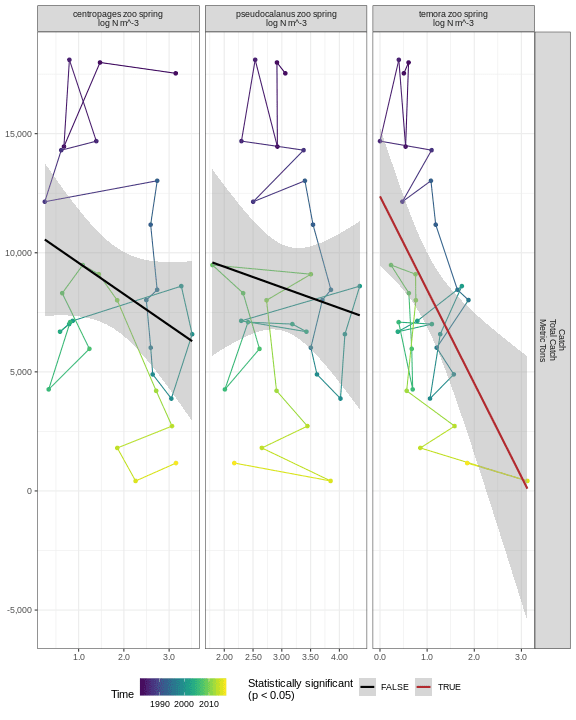 centropages zoo spring
log N m^-3
pseudocalanus zoo spring
log N m^-3
temora zoo spring
log N m^-3
Catch
Total Catch
Metric Tons
15,000
10,000
5,000
0
-5,000
1.0 2.0 3.0
2.00 2.50 3.00 3.50 4.00
0.0 1.0 2.0 3.0
Time
1990 2000 2010
Statistically significant
(p < 0.05)
FALSE
TRUE